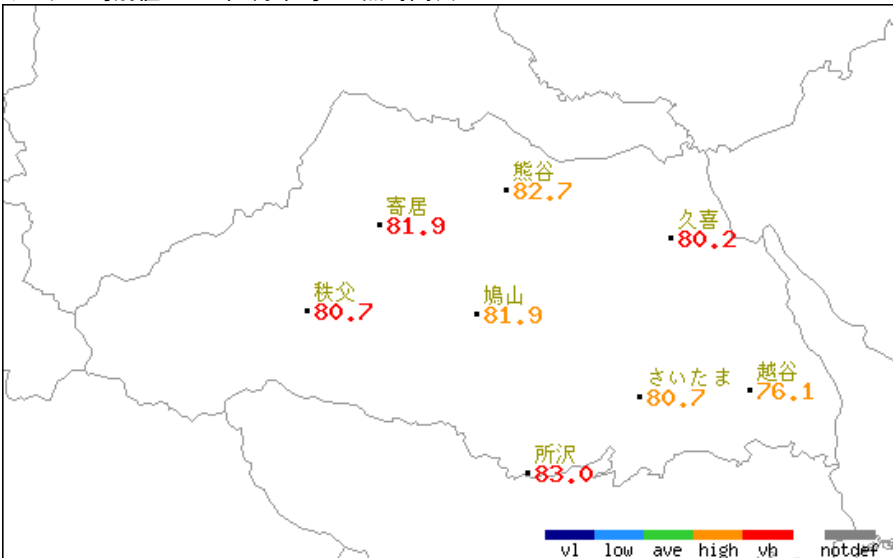 熊谷
82.7
寄居
81.9
久喜
80.2
秩父
80.7
鳩山
81.9
さいたま
80.7
越谷
76.1
所沢
83.0
vl low ave high vh notder